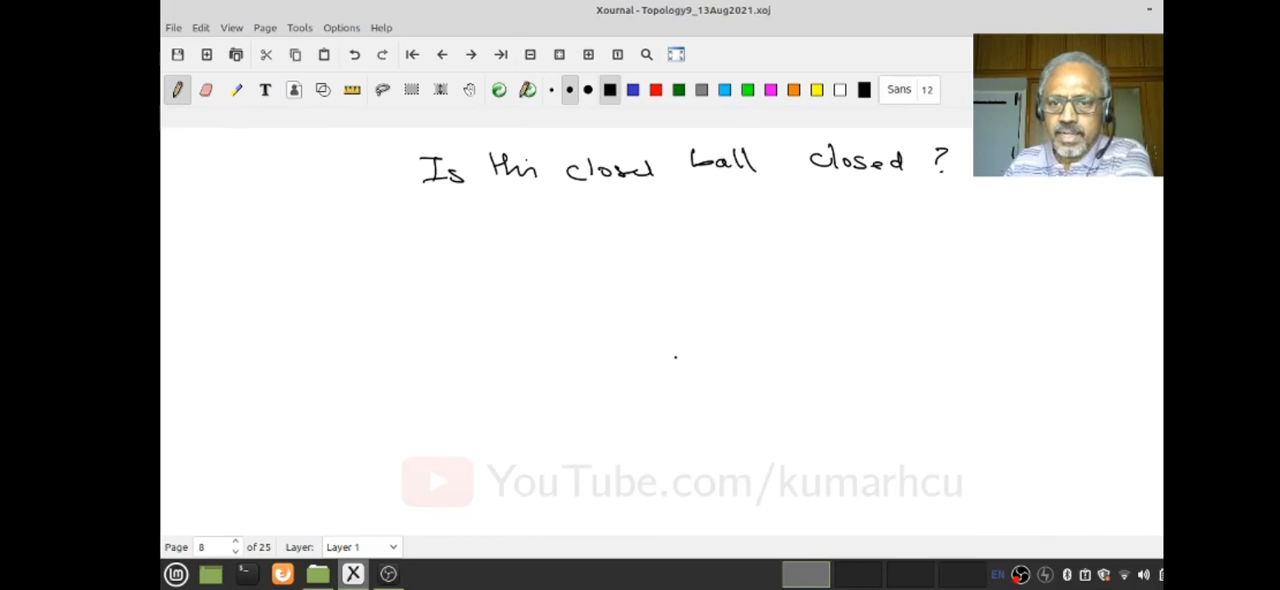 Xournal - Topology9_13Aug2021.xoj
File Edit View Page Tools Options Help
Sans 12
Is this closed ball closed ?
YouTube.com/kumarhcu
Page 8 of 25 Layer: Layer 1
EN